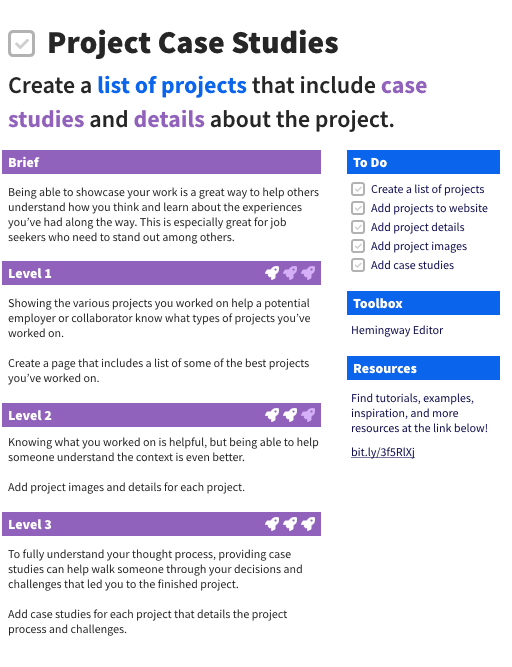 Project Case Studies
Create a list of projects that include case
studies and details about the project.
Brief
Being able to showcase your work is a great way to help others
understand how you think and learn about the experiences
you’ve had along the way. This is especially great for job
seekers who need to stand out among others.
Level 1
Showing the various projects you worked on help a potential
employer or collaborator know what types of projects you’ve
worked on.
Create a page that includes a list of some of the best projects
you’ve worked on.
Level 2
Knowing what you worked on is helpful, but being able to help
someone understand the context is even better.
Add project images and details for each project.
Level 3
To fully understand your thought process, providing case
studies can help walk someone through your decisions and
challenges that led you to the finished project.
Add case studies for each project that details the project
process and challenges.
To Do
Create a list of projects
Add projects to website
Add project details
Add project images
Add case studies
Toolbox
Hemingway Editor
Resources
Find tutorials, examples,
inspiration, and more
resources at the link below!
bit.ly/3f5RlXj